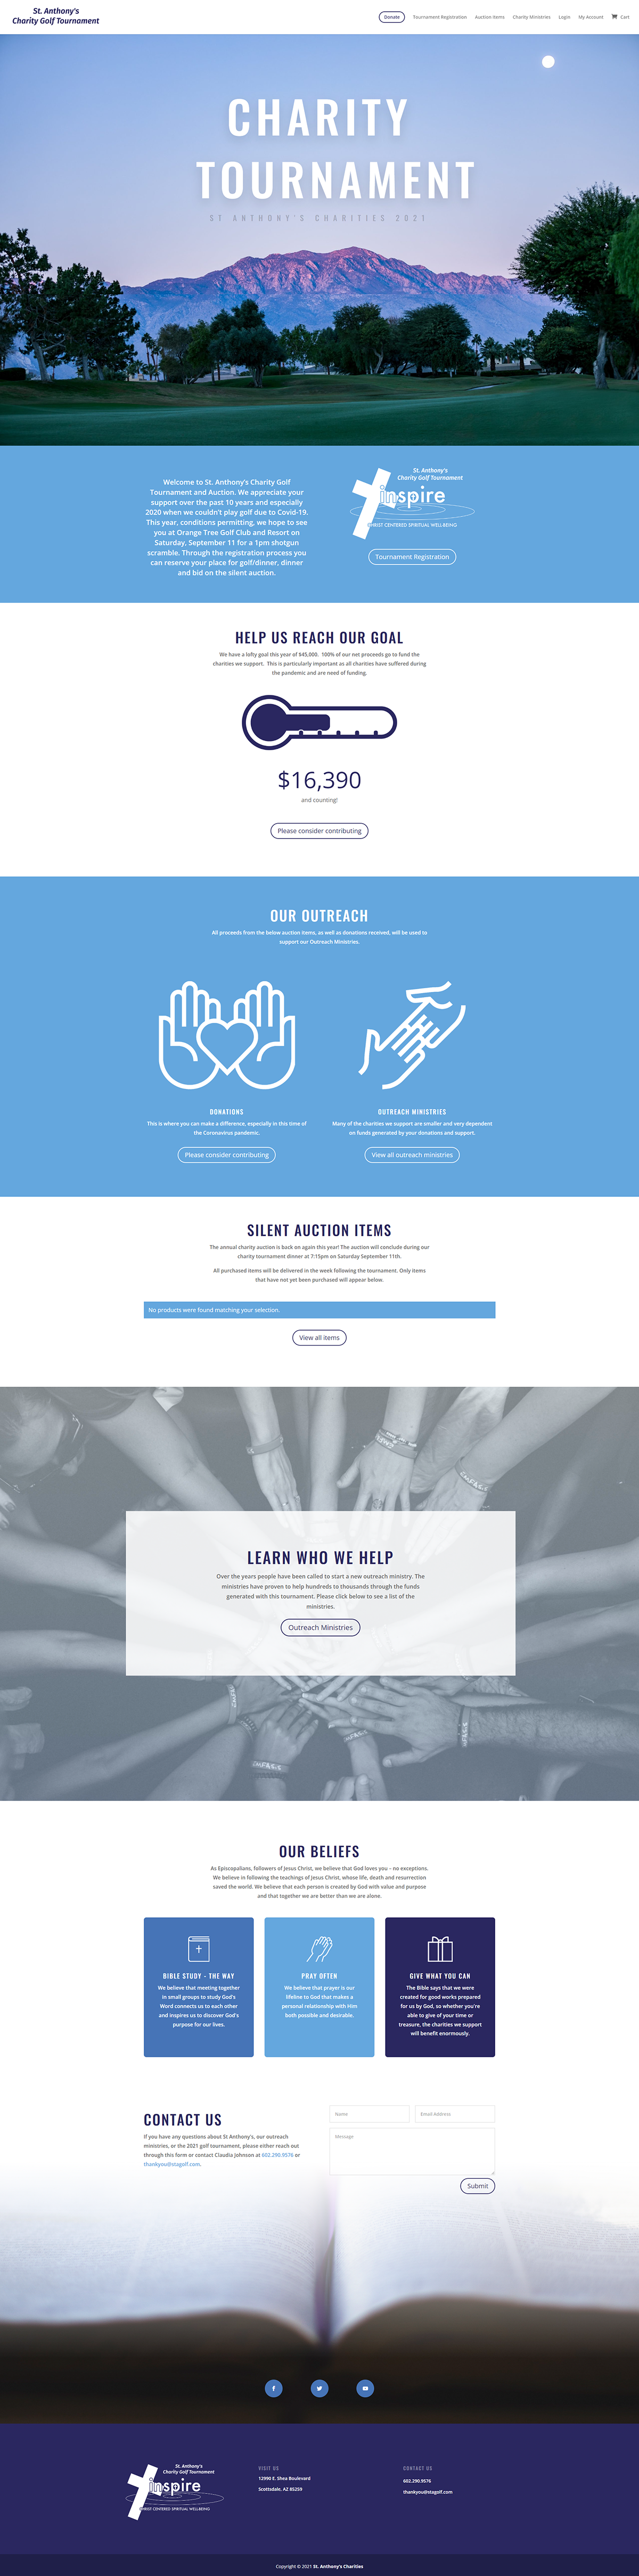 St. Anthony's
Charity Golf Tournament
Donate
Tournament Registration
Auction Items
Charity Ministries
Login
My Account
Cart
CHARITY
TOURNAMENT
ST ANTHONY'S CHARITIES 2021
Welcome to St. Anthony's Charity Golf
Tournament and Auction. We appreciate your
support over the past 10 years and especially
2020 when we couldn't play golf due to Covid-19.
This year, conditions permitting, we hope to see
you at Orange Tree Golf Club and Resort on
Saturday, September 11 for a 1pm shotgun
scramble. Through the registration process you
can reserve your place for golf/dinner, dinner
and bid on the silent auction.
St. Anthony's
Charity Golf Tournament
inspire
CHRIST CENTERED SPIRITUAL WELL-BEING
Tournament Registration
HELP US REACH OUR GOAL
We have a lofty goal this year of $45,000. 100% of our net proceeds go to fund the
charities we support. This is particularly important as all charities have suffered during
the pandemic and are need of funding.
$16,390
and counting!
Please consider contributing
OUR OUTREACH
All proceeds from the below auction items, as well as donations received, will be used to
support our Outreach Ministries.
DONATIONS
This is where you can make a difference, especially in this time of
the Coronavirus pandemic.
Please consider contributing
OUTREACH MINISTRIES
Many of the charities we support are smaller and very dependent
on funds generated by your donations and support.
View all outreach ministries
SILENT AUCTION ITEMS
The annual charity auction is back on again this year! The auction will conclude during our
charity tournament dinner at 7:15pm on Saturday September 11th.
All purchased items will be delivered in the week following the tournament. Only items
that have not yet been purchased will appear below.
No products were found matching your selection.
View all items
LEARN WHO WE HELP
Over the years people have been called to start a new outreach ministry. The
ministries have proven to help hundreds to thousands through the funds
generated with this tournament. Please click below to see a list of the
ministries.
Outreach Ministries
OUR BELIEFS
As Episcopalians, followers of Jesus Christ, we believe that God loves you – no exceptions.
We believe in following the teachings of Jesus Christ, whose life, death and resurrection
saved the world. We believe that each person is created by God with value and purpose
and that together we are better than we are alone.
BIBLE STUDY - THE WAY
We believe that meeting together
in small groups to study God's
Word connects us to each other
and inspires us to discover God's
purpose for our lives.
PRAY OFTEN
We believe that prayer is our
lifeline to God that makes a
personal relationship with Him
both possible and desirable.
GIVE WHAT YOU CAN
The Bible says that we were
created for good works prepared
for us by God, so whether you're
able to give of your time or
treasure, the charities we support
will benefit enormously.
CONTACT US
If you have any questions about St Anthony's, our outreach
ministries, or the 2021 golf tournament, please either reach out
through this form or contact Claudia Johnson at 602.290.9576 or
thankyou@stagolf.com.
Name
Email Address
Message
Submit
St. Anthony's
Charity Golf Tournament
inspire
CHRIST CENTERED SPIRITUAL WELL-BEING
VISIT US
12990 E. Shea Boulevard
Scottsdale, AZ 85259
CONTACT US
602.290.9576
thankyou@stagolf.com
Copyright © 2021 St. Anthony's Charities